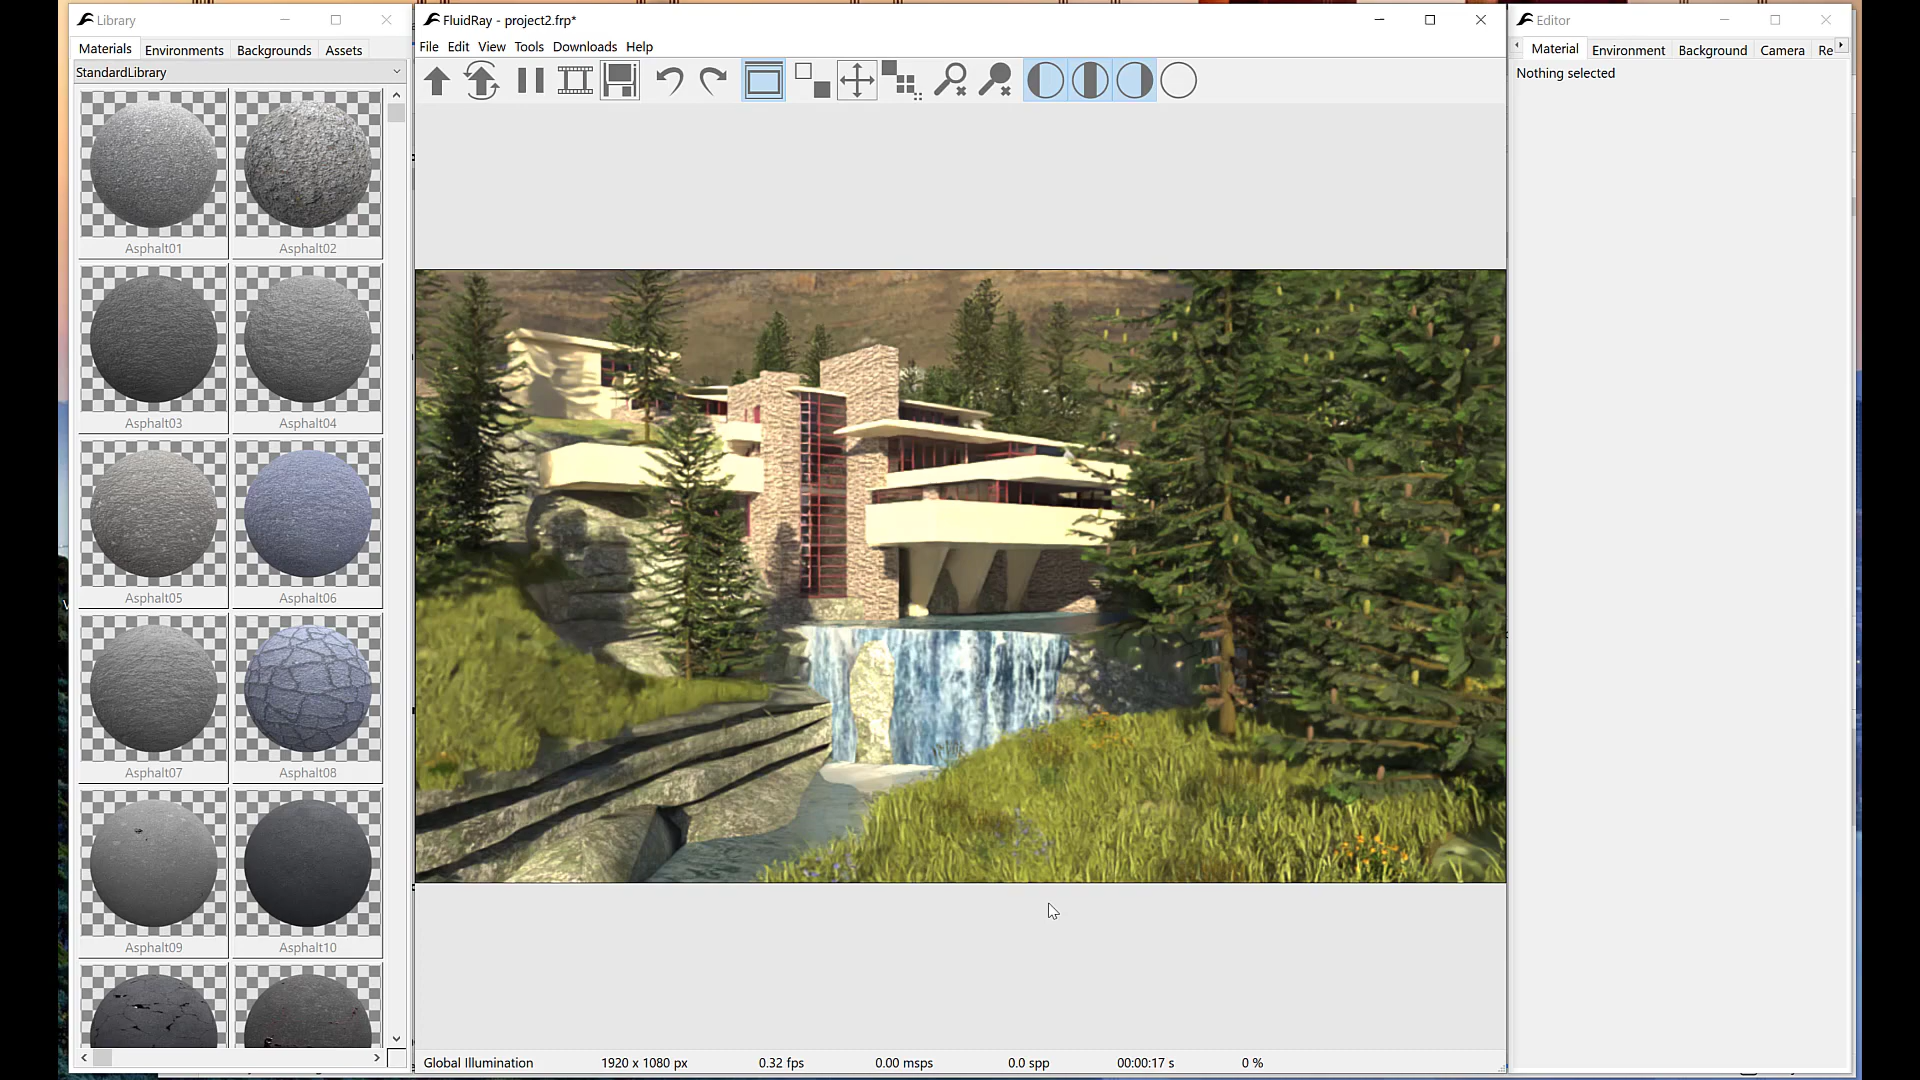 Library
Materials Environments Backgrounds Assets
StandardLibrary
Asphalt01 Asphalt02
Asphalt03 Asphalt04
Asphalt05 Asphalt06
Asphalt07 Asphalt08
Asphalt09 Asphalt10
FluidRay - project2.frp*
File Edit View Tools Downloads Help
Global Illumination 1920 x 1080 px 0.32 fps 0.00 msps 0.0 spp 00:00:17 s 0 %
Editor
Material Environment Background Camera Re
Nothing selected